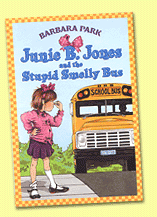 BARBARA PARK
Junie B. Jones
and the
Stupid Smelly Bus
SCHOOL BUS